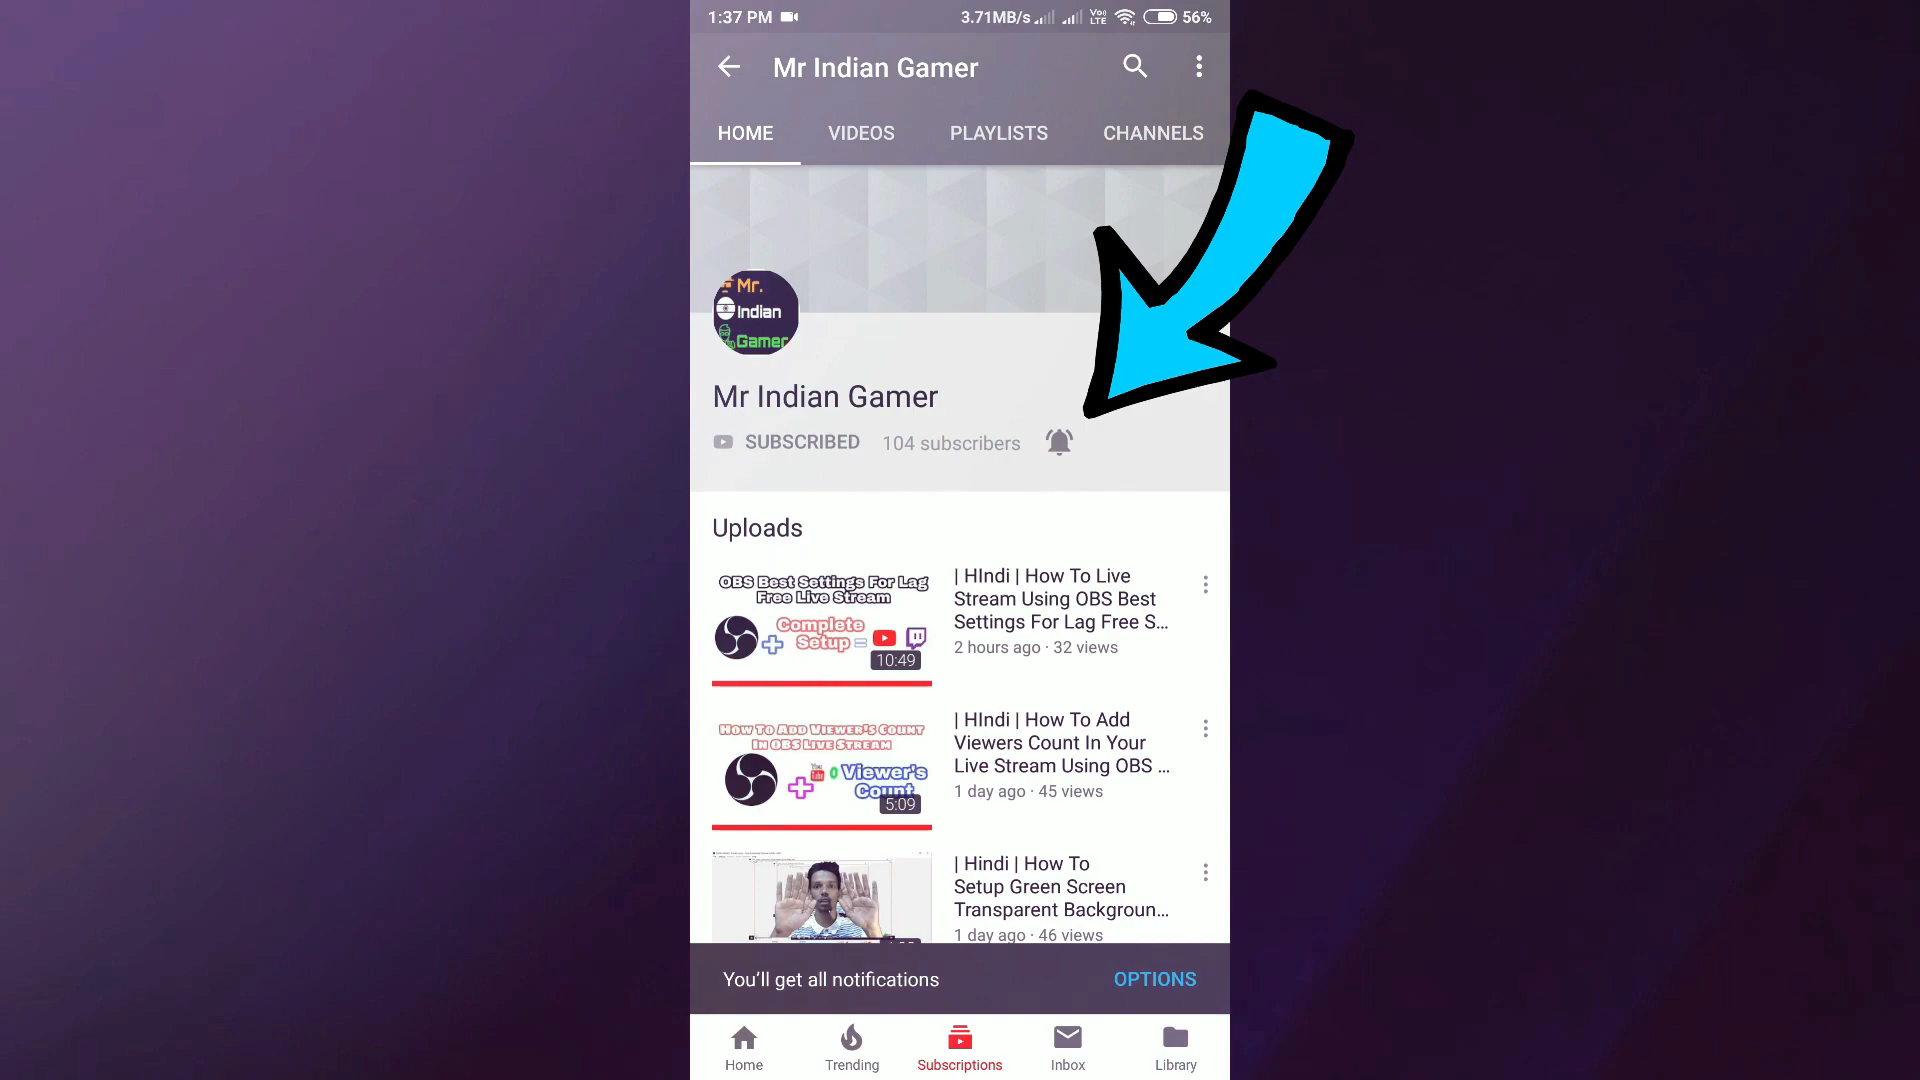 1:37 PM 3.71MB/s Vo)) LTE 56%
Mr Indian Gamer
HOME VIDEOS PLAYLISTS CHANNELS
Mr.
Indian
Gamer
Mr Indian Gamer
SUBSCRIBED 104 subscribers
Uploads
OBS Best Settings For Lag
Free Live Stream
Complete
Setup =
10:49
| HIndi | How To Live
Stream Using OBS Best
Settings For Lag Free S...
2 hours ago · 32 views
How To Add Viewer's Count
In OBS Live Stream
You
Tube
0 Viewer's
Count
5:09
| HIndi | How To Add
Viewers Count In Your
Live Stream Using OBS ...
1 day ago · 45 views
| Hindi | How To
Setup Green Screen
Transparent Backgroun...
1 day ago · 46 views
You'll get all notifications OPTIONS
Home Trending Subscriptions Inbox Library